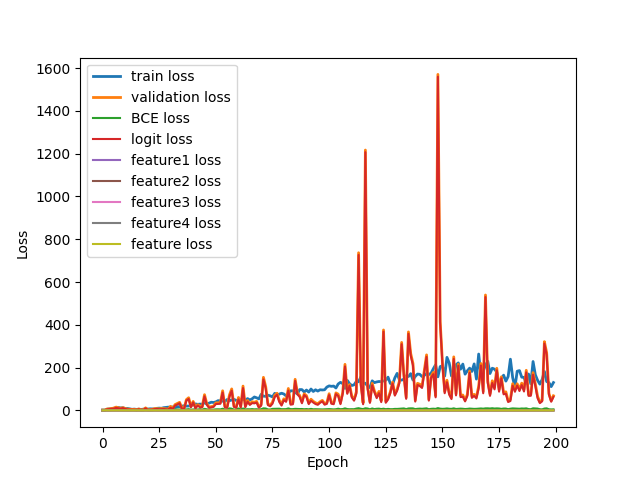 1600
1400
1200
1000
800
600
400
200
0
Loss
train loss
validation loss
BCE loss
logit loss
feature1 loss
feature2 loss
feature3 loss
feature4 loss
feature loss
0 25 50 75 100 125 150 175 200
Epoch